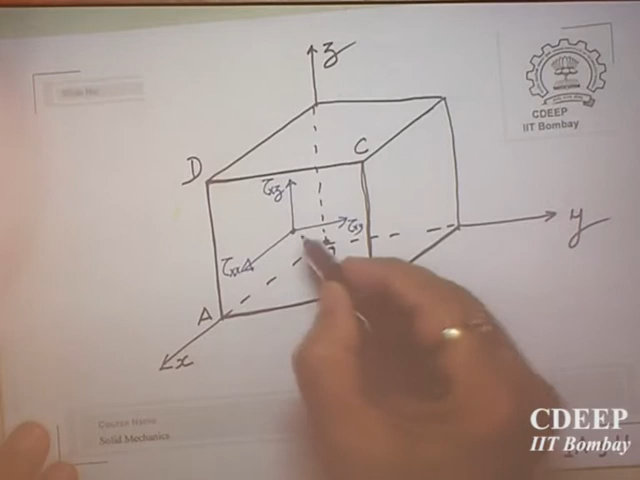 z
CDEEP
IIT Bombay
D
C
τxz
τxy
y
τxx
A
x
Course Name
Solid Mechanics
CDEEP
IIT Bombay